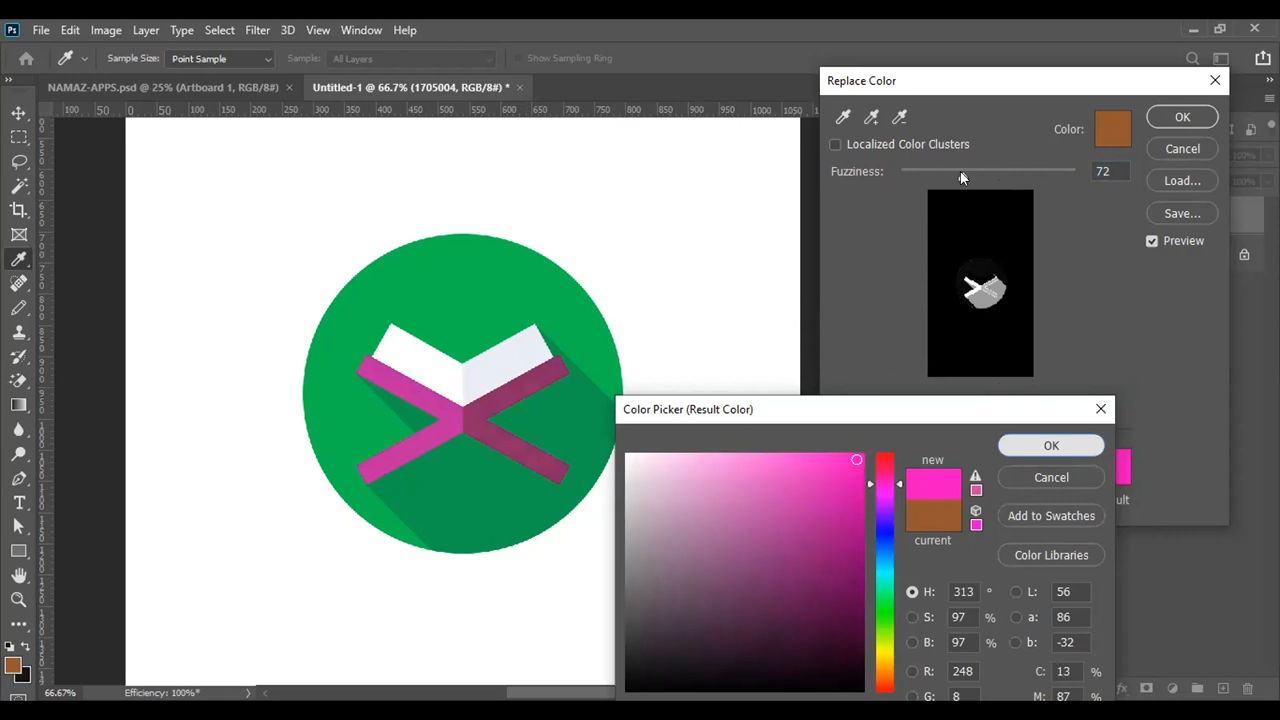 Ps File Edit Image Layer Type Select Filter 3D View Window Help
Sample Size: Point Sample Sample: All Layers Show Sampling Ring
NAMAZ-APPS.psd @ 25% (Artboard 1, RGB/8#) × Untitled-1 @ 66.7% (1705004, RGB/8#) * ×
100 50 0 50 100 150 200 250 300 350 400 450 500 550 600 650 700 750 800 850 900 950 1000 1050
Replace Color
Color:
OK
Localized Color Clusters
Cancel
Fuzziness: 72
Load...
Save...
Preview
Color Picker (Result Color)
new
OK
Cancel
current
Add to Swatches
Color Libraries
ult
H: 313 ° L: 56
S: 97 % a: 86
B: 97 % b: -32
R: 248 C: 13 %
G: 8 M: 87 %
66.67% Efficiency: 100%*
fx